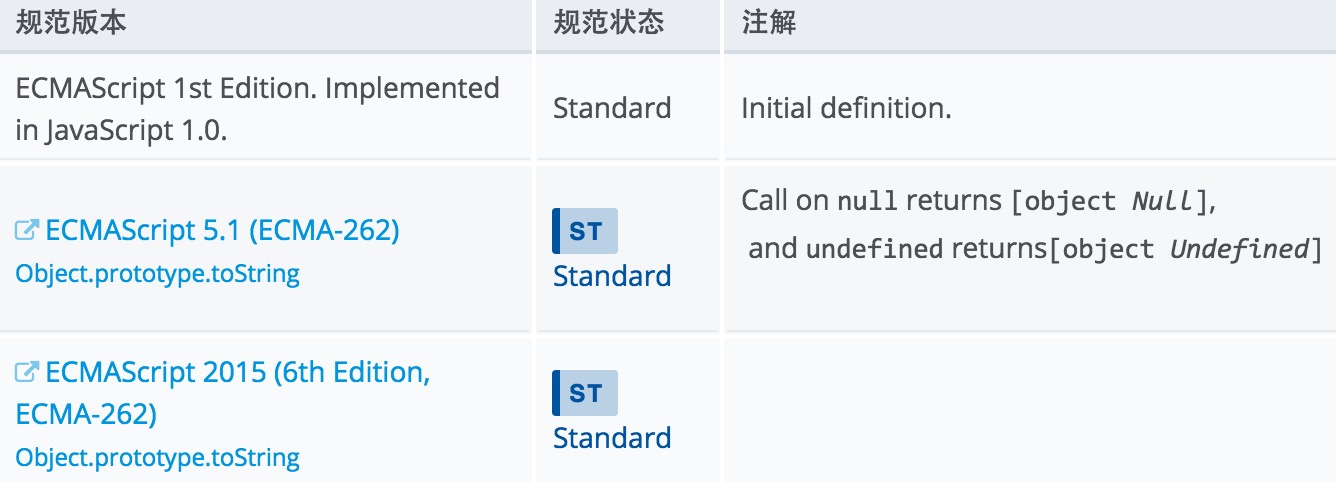 规范版本 规范状态 注解
ECMAScript 1st Edition. Implemented
in JavaScript 1.0.
Standard
Initial definition.
ECMAScript 5.1 (ECMA-262)
Object.prototype.toString
ST
Standard
Call on null returns [object Null],
and undefined returns[object Undefined]
ECMAScript 2015 (6th Edition,
ECMA-262)
Object.prototype.toString
ST
Standard